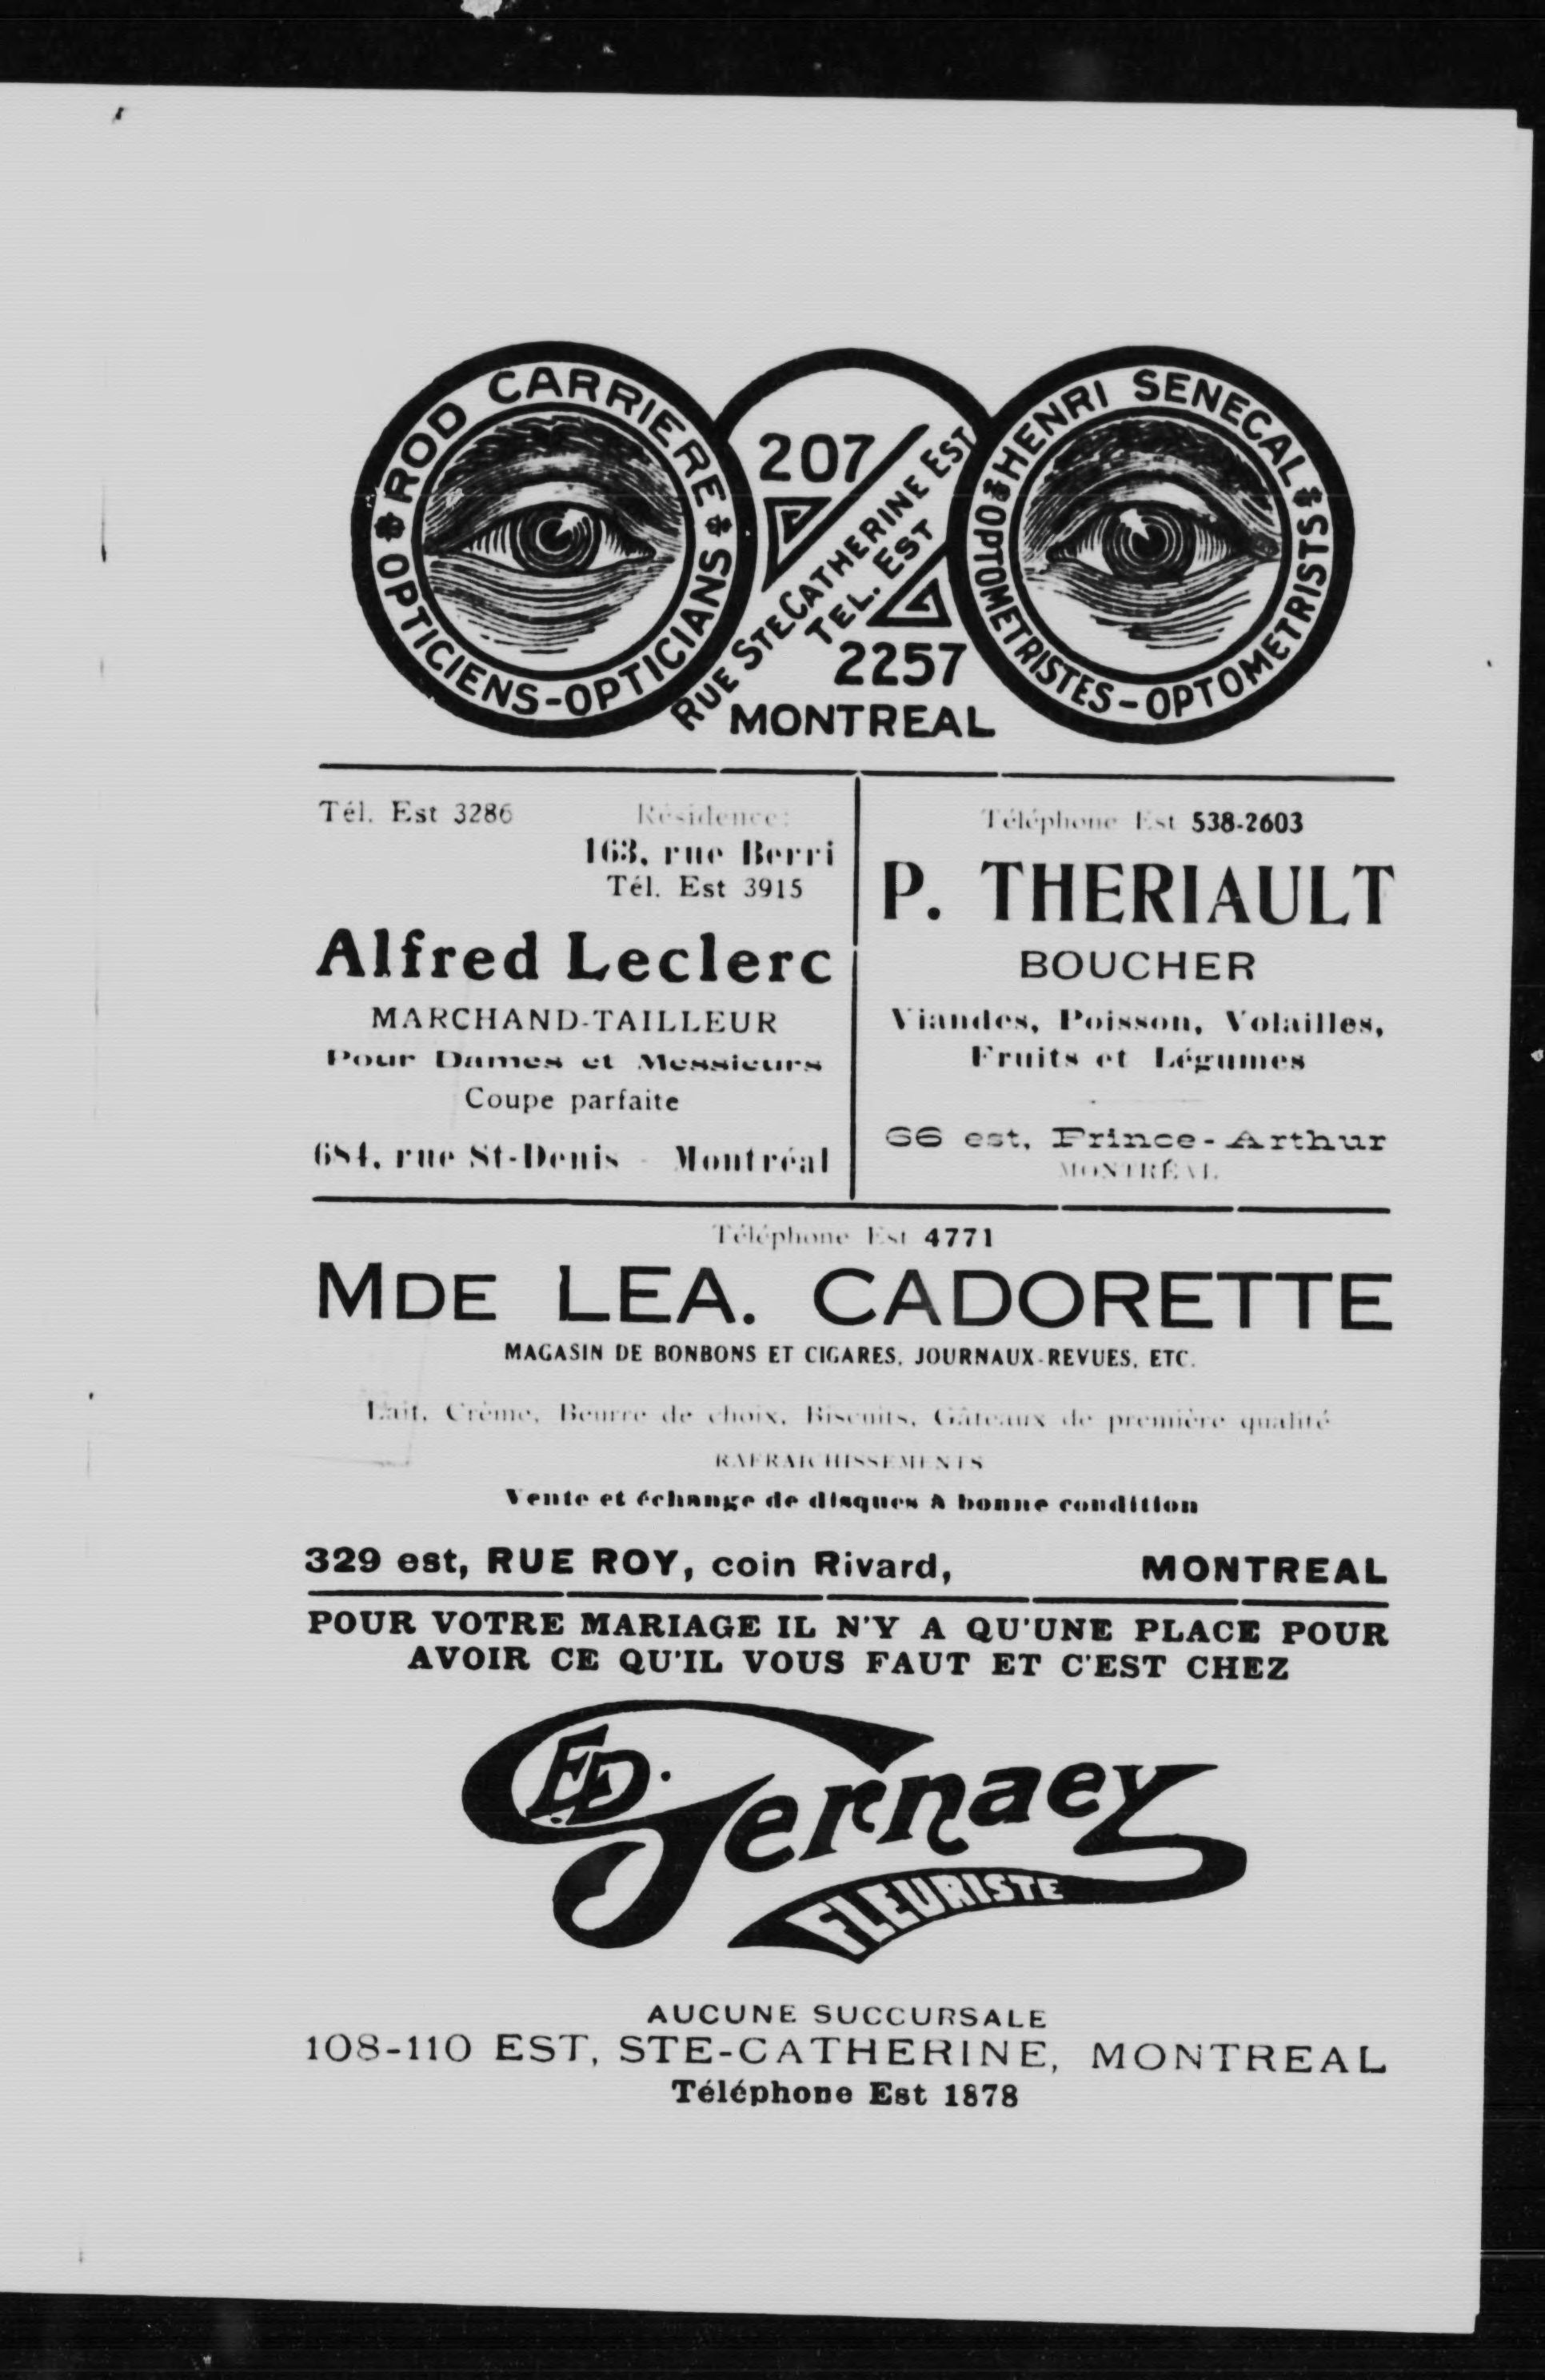 ROD CARRIERE
OPTICIENS-OPTICIANS
207
RUE STE CATHERINE EST
TEL. EST
2257
MONTREAL
HENRI SENECAL
OPTOMETRISTES-OPTOMETRISTS
Tél. Est 3286 Résidence:
163, rue Berri
Tél. Est 3915
Alfred Leclerc
MARCHAND-TAILLEUR
Pour Dames et Messieurs
Coupe parfaite
684, rue St-Denis - Montréal
Téléphone Est 538-2603
P. THERIAULT
BOUCHER
Viandes, Poisson, Volailles,
Fruits et Légumes
66 est, Prince-Arthur
MONTRÉAL
Téléphone Est 4771
MDE LEA. CADORETTE
MAGASIN DE BONBONS ET CIGARES, JOURNAUX-REVUES, ETC.
Lait, Crème, Beurre de choix, Biscuits, Gâteaux de première qualité
RAFRAICHISSEMENTS
Vente et échange de disques à bonne condition
329 est, RUE ROY, coin Rivard, MONTREAL
POUR VOTRE MARIAGE IL N'Y A QU'UNE PLACE POUR
AVOIR CE QU'IL VOUS FAUT ET C'EST CHEZ
ED. Gernaey
FLEURISTE
AUCUNE SUCCURSALE
108-110 EST, STE-CATHERINE, MONTREAL
Téléphone Est 1878